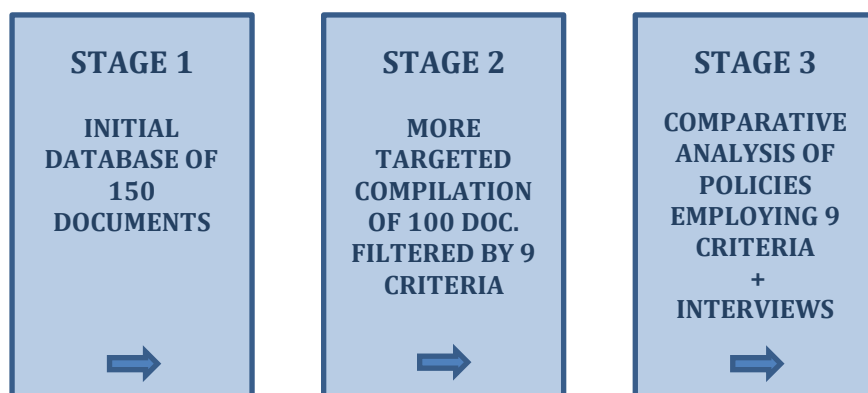 STAGE 1
INITIAL
DATABASE OF
150
DOCUMENTS
STAGE 2
MORE
TARGETED
COMPILATION
OF 100 DOC.
FILTERED BY 9
CRITERIA
STAGE 3
COMPARATIVE
ANALYSIS OF
POLICIES
EMPLOYING 9
CRITERIA
+
INTERVIEWS